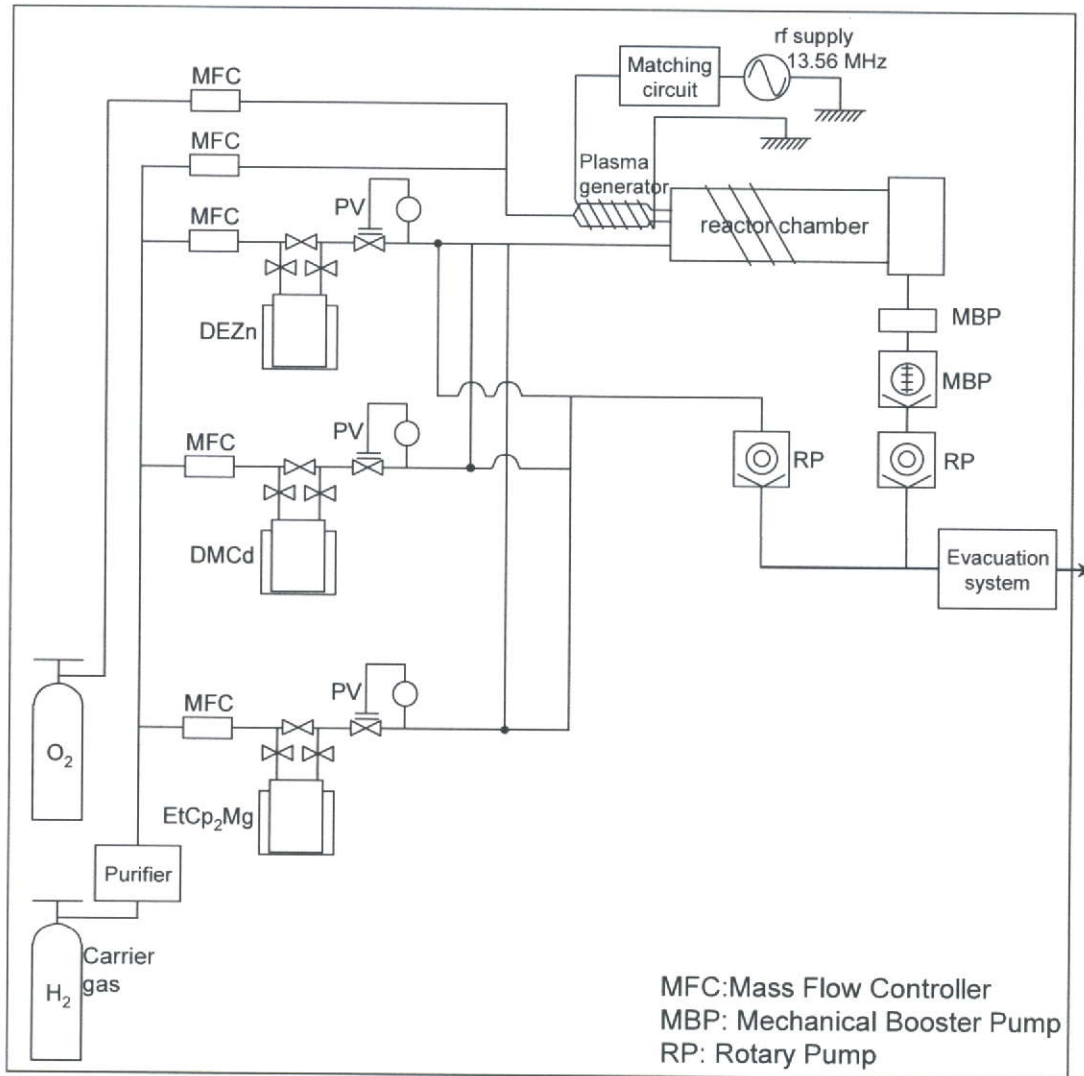 rf supply
13.56 MHz
Matching
circuit
MFC
MFC
Plasma
generator
MFC
PV
reactor chamber
DEZn
MBP
MBP
MFC
PV
RP
RP
DMCd
Evacuation
system
MFC
PV
O₂
EtCp₂Mg
Purifier
Carrier
gas
H₂
MFC:Mass Flow Controller
MBP: Mechanical Booster Pump
RP: Rotary Pump